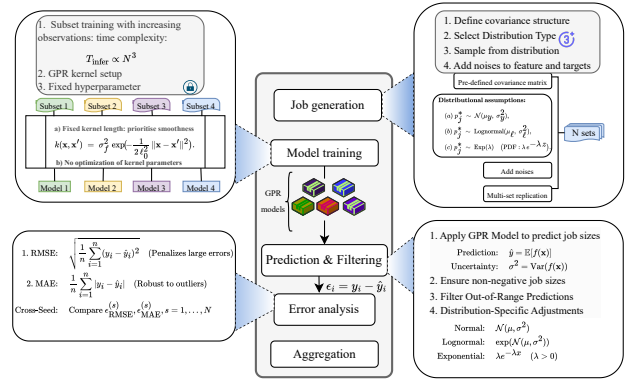 1. Subset training with increasing
observations: time complexity:
T_infer ∝ N^3
2. GPR kernel setup
3. Fixed hyperparameter
Subset 1
Subset 2
Subset 3
Subset 4
a) Fixed kernel length: prioritise smoothness
k(x, x′) = σ_f^2 exp(-1/(2ℓ_0^2) ||x − x′||^2).
b) No optimization of kernel parameters
Model 1
Model 2
Model 3
Model 4
1. RMSE: √(1/n ∑_{i=1}^n (y_i − ŷ_i)^2) (Penalizes large errors)
2. MAE: 1/n ∑_{i=1}^n |y_i − ŷ_i| (Robust to outliers)
Cross-Seed: Compare ϵ_RMSE^(s), ϵ_MAE^(s), s = 1, . . . , N
Job generation
Model training
GPR
models
Prediction & Filtering
ϵ_i = y_i − ŷ_i
Error analysis
Aggregation
1. Define covariance structure
2. Select Distribution Type 3+
3. Sample from distribution
4. Add noises to feature and targets
Pre-defined covariance matrix
Distributional assumptions:
(a) p_j^* ∼ N(μ_y, σ_y^2),
(b) p_j^* ∼ Lognormal(μ_ℓ, σ_ℓ^2),
(c) p_j^* ∼ Exp(λ) (PDF : λe^{−λz})
Add noises
Multi-set replication
N sets
1. Apply GPR Model to predict job sizes
Prediction: ŷ = E[f(x)]
Uncertainty: σ^2 = Var(f(x))
2. Ensure non-negative job sizes
3. Filter Out-of-Range Predictions
4. Distribution-Specific Adjustments
Normal: N(μ, σ^2)
Lognormal: exp(N(μ, σ^2))
Exponential: λe^{−λx} (λ > 0)